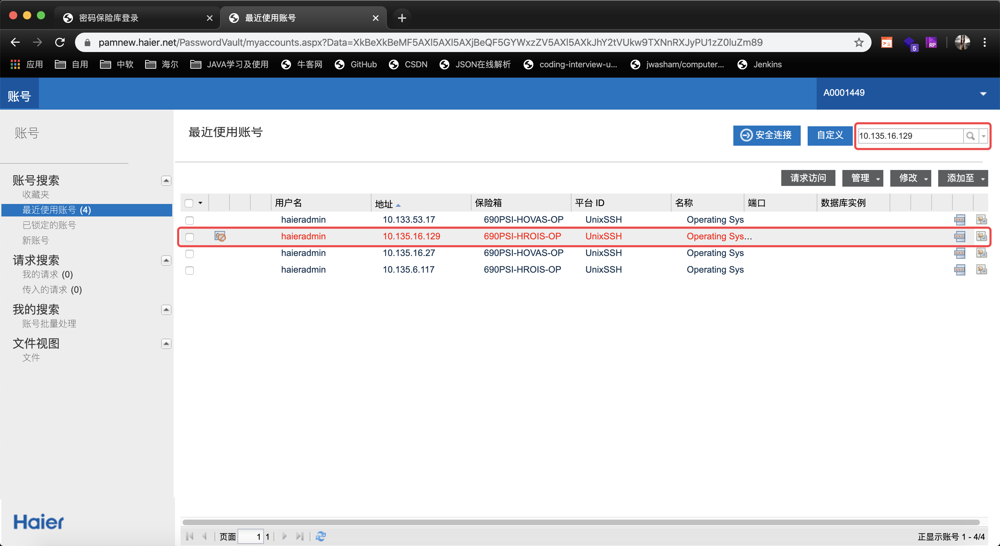 密码保险库登录
最近使用账号
pamnew.haier.net/PasswordVault/myaccounts.aspx?Data=XkBeXkBeMF5AXl5AXl5AXjBeQF5GYWxzZV5AXl5AXkJhY2tVUkw9TXNnRXJyPU1zZ0luZm89
5
RP
应用
自用
中软
海尔
JAVA学习及使用
牛客网
GitHub
CSDN
JSON在线解析
coding-interview-u...
jwasham/computer...
Jenkins
账号
A0001449
账号
最近使用账号
安全连接
自定义
10.135.16.129
账号搜索
收藏夹
最近使用账号 (4)
已锁定的账号
新账号
请求搜索
我的请求 (0)
传入的请求 (0)
我的搜索
账号批量处理
文件视图
文件
请求访问 管理 修改 添加至
用户名 地址 保险箱 平台 ID 名称 端口 数据库实例
haieradmin 10.133.53.17 690PSI-HOVAS-OP UnixSSH Operating Sys
haieradmin 10.135.16.129 690PSI-HROIS-OP UnixSSH Operating Sys...
haieradmin 10.135.16.27 690PSI-HOVAS-OP UnixSSH Operating Sys
haieradmin 10.135.6.117 690PSI-HROIS-OP UnixSSH Operating Sys
Haier
页面 1 1
正显示账号 1 - 4/4